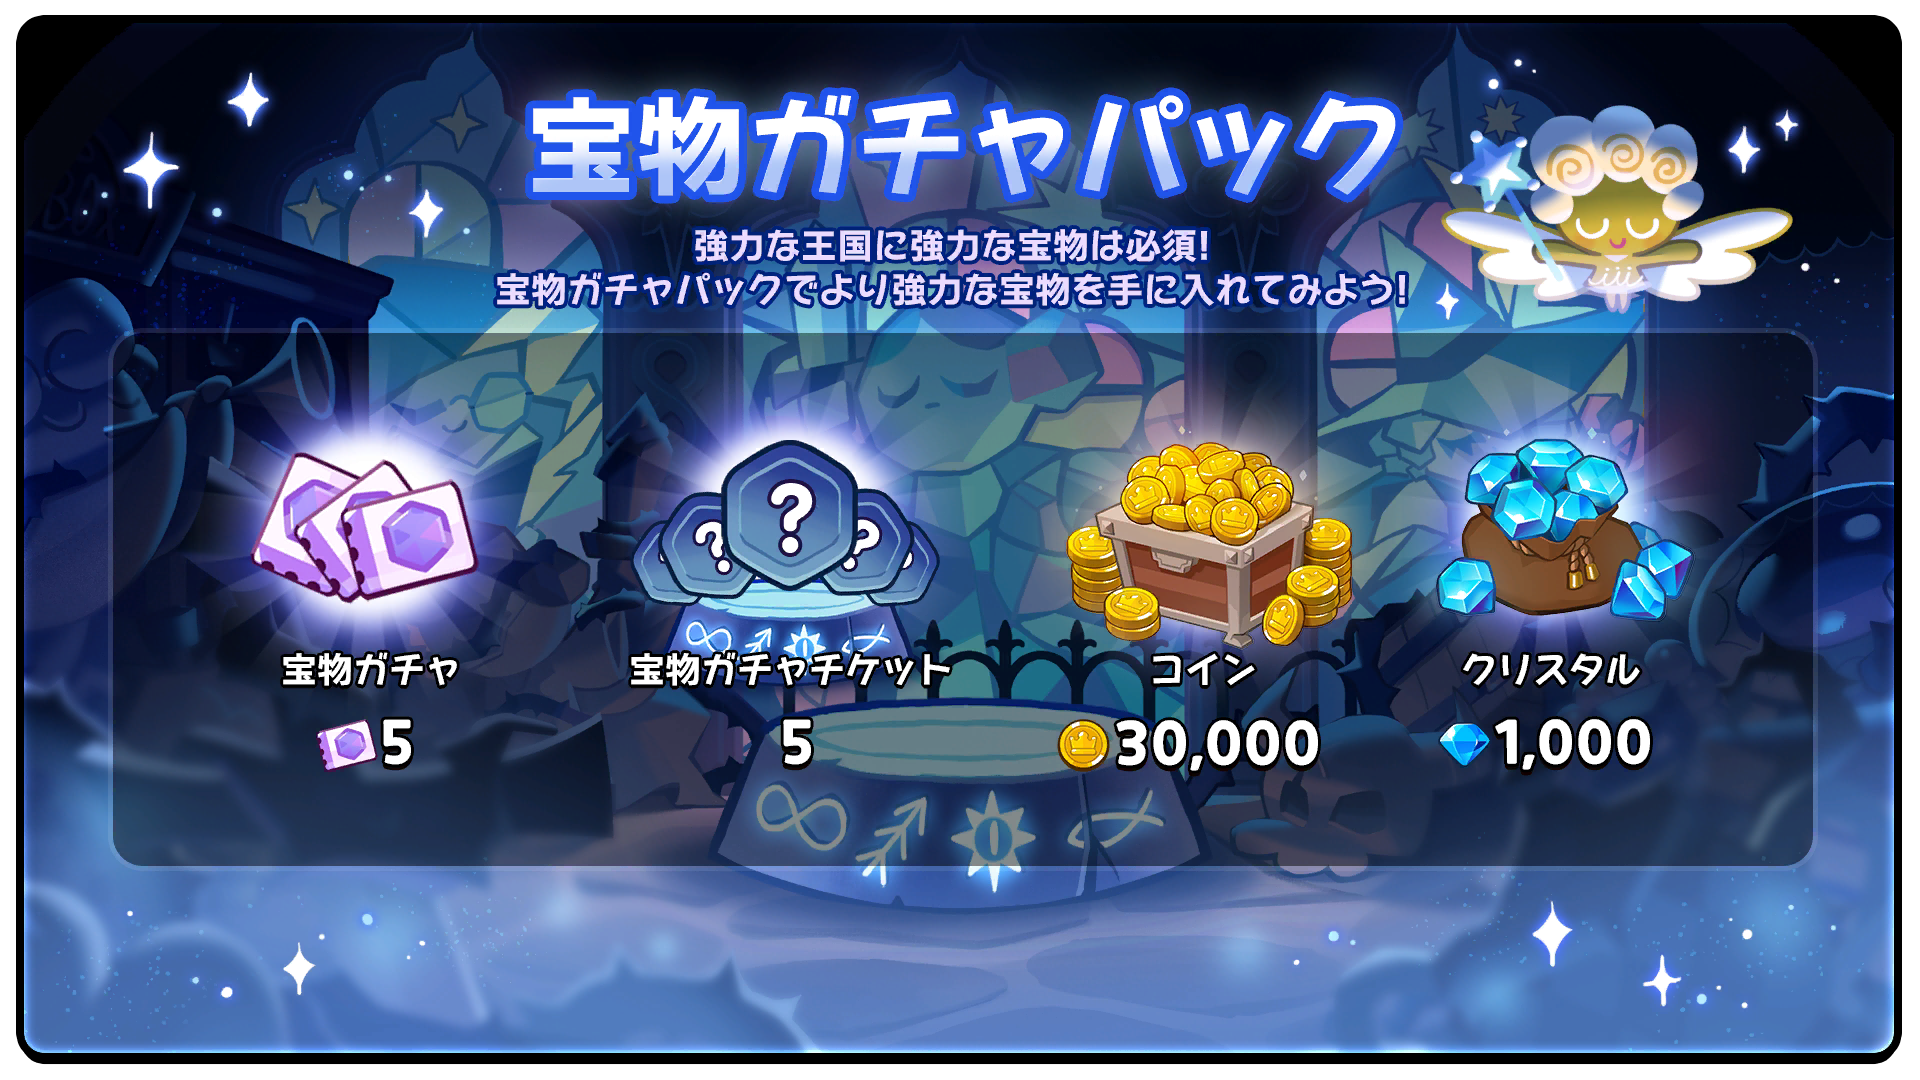 宝物ガチャパック
強力な王国に強力な宝物は必須!
宝物ガチャパックでより強力な宝物を手に入れてみよう!
? ? ?
宝物ガチャ
宝物ガチャチケット
コイン
クリスタル
5
5
30,000
1,000